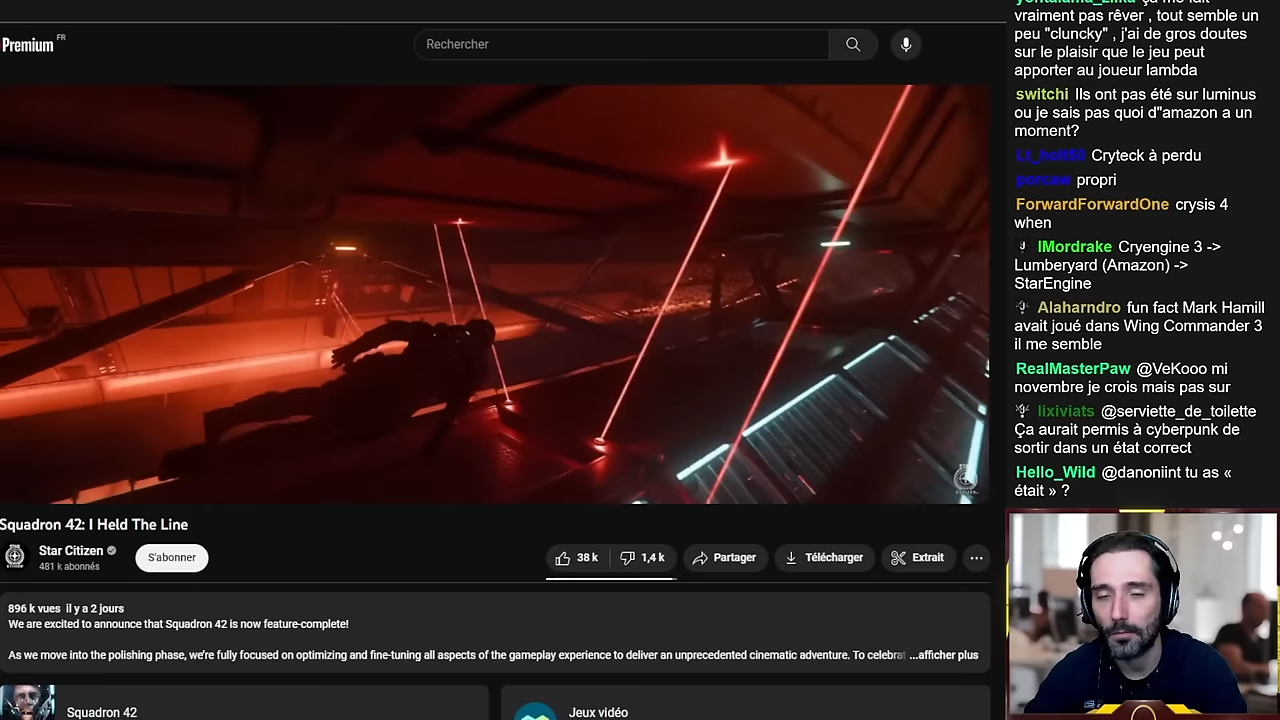 Premium FR
Rechercher
vraiment pas rêver , tout semble un
peu "cluncky" , j'ai de gros doutes
sur le plaisir que le jeu peut
apporter au joueur lambda
switchi Ils ont pas été sur luminus
ou je sais pas quoi d"amazon a un
moment?
Lt_holt50 Cryteck à perdu
porcaw propri
ForwardForwardOne crysis 4
when
IMordrake Cryengine 3 ->
Lumberyard (Amazon) ->
StarEngine
Alaharndro fun fact Mark Hamill
avait joué dans Wing Commander 3
il me semble
RealMasterPaw @VeKooo mi
novembre je crois mais pas sur
lixiviats @serviette_de_toilette
Ça aurait permis à cyberpunk de
sortir dans un état correct
Hello_Wild @danoniint tu as «
était » ?
Squadron 42: I Held The Line
Star Citizen
481 k abonnés
S'abonner
38 k
1,4 k
Partager
Télécharger
Extrait
896 k vues il y a 2 jours
We are excited to announce that Squadron 42 is now feature-complete!
As we move into the polishing phase, we're fully focused on optimizing and fine-tuning all aspects of the gameplay experience to deliver an unprecedented cinematic adventure. To celebrat ...afficher plus
Squadron 42
Jeux vidéo